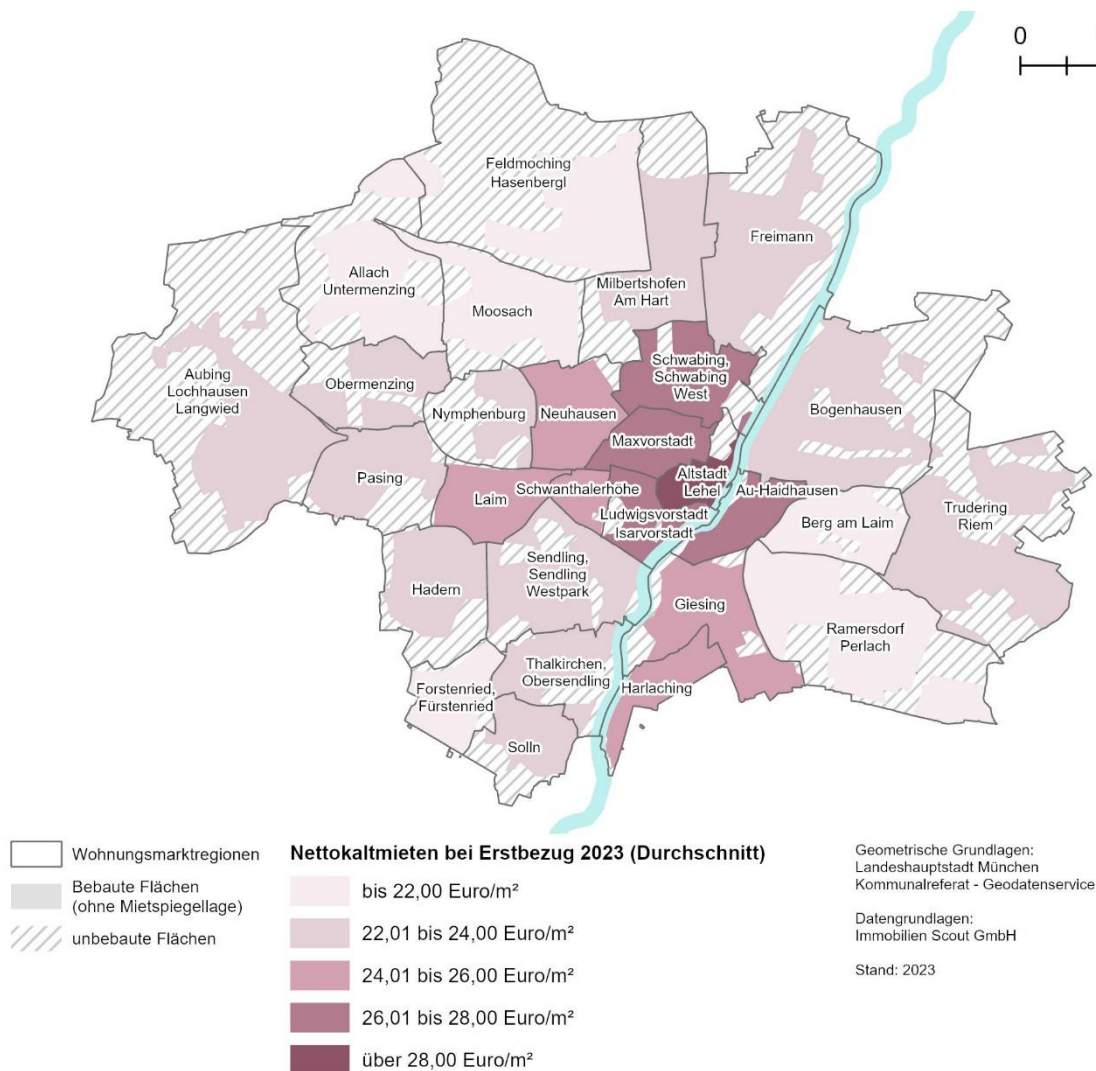 0
Feldmoching
Hasenbergl
Freimann
Allach
Untermenzing
Milbertshofen
Am Hart
Moosach
Schwabing,
Schwabing
West
Aubing
Lochhausen
Langwied
Obermenzing
Nymphenburg
Neuhausen
Bogenhausen
Maxvorstadt
Pasing
Laim
Schwanthalerhöhe
Altstadt
Lehel
Au-Haidhausen
Ludwigsvorstadt
Isarvorstadt
Berg am Laim
Trudering
Riem
Hadern
Sendling,
Sendling
Westpark
Giesing
Ramersdorf
Perlach
Thalkirchen,
Obersendling
Harlaching
Forstenried,
Fürstenried
Solln
Wohnungsmarktregionen
Bebaute Flächen
(ohne Mietspiegellage)
unbebaute Flächen
Nettokaltmieten bei Erstbezug 2023 (Durchschnitt)
bis 22,00 Euro/m²
22,01 bis 24,00 Euro/m²
24,01 bis 26,00 Euro/m²
26,01 bis 28,00 Euro/m²
über 28,00 Euro/m²
Geometrische Grundlagen:
Landeshauptstadt München
Kommunalreferat - Geodatenservice
Datengrundlagen:
Immobilien Scout GmbH
Stand: 2023